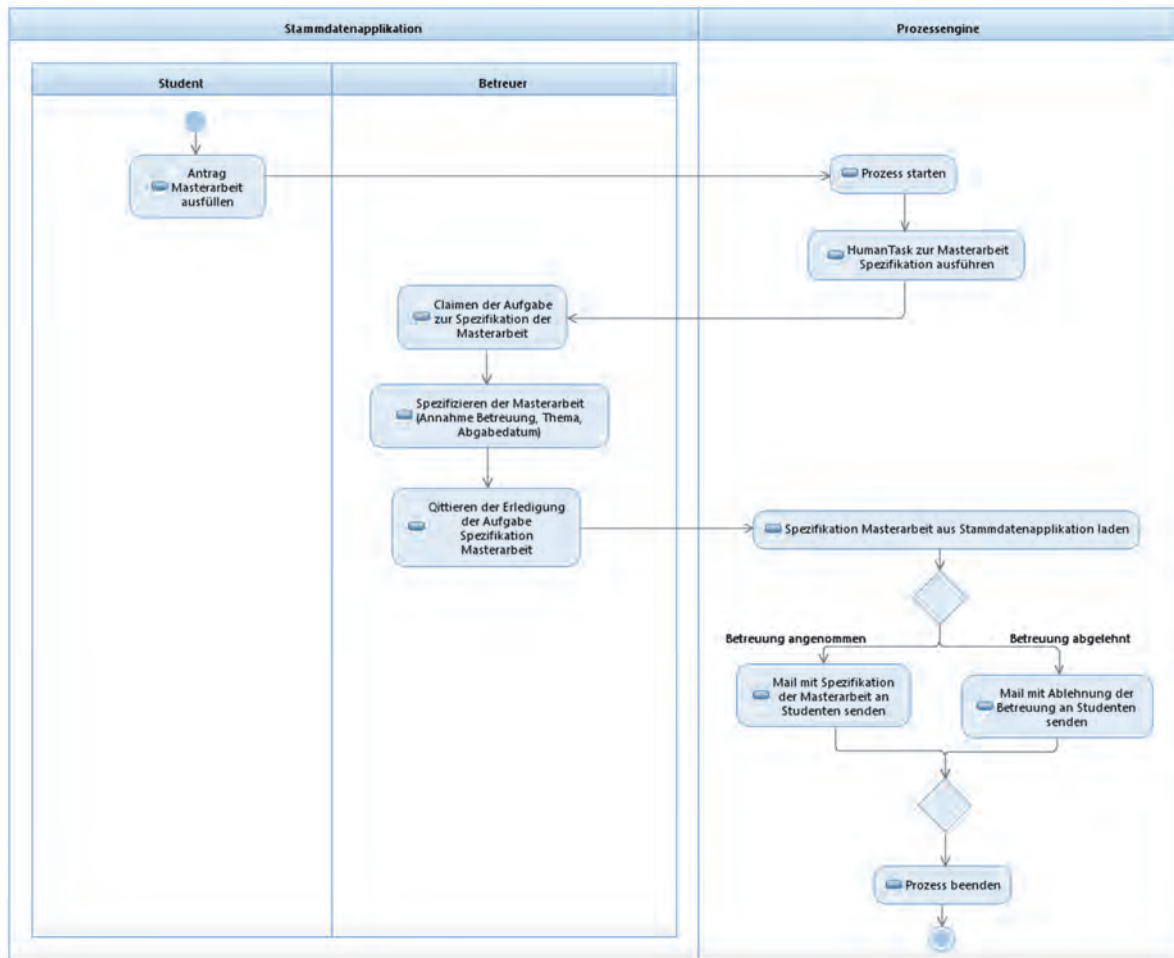 Stammdatenapplikation
Prozessengine
Student
Betreuer
Antrag
Masterarbeit
ausfüllen
Prozess starten
HumanTask zur Masterarbeit
Spezifikation ausführen
Claimen der Aufgabe
zur Spezifikation der
Masterarbeit
Spezifizieren der Masterarbeit
(Annahme Betreuung, Thema,
Abgabedatum)
Qittieren der Erledigung
der Aufgabe
Spezifikation
Masterarbeit
Spezifikation Masterarbeit aus Stammdatenapplikation laden
Betreuung angenommen
Betreuung abgelehnt
Mail mit Spezifikation
der Masterarbeit an
Studenten senden
Mail mit Ablehnung der
Betreuung an Studenten
senden
Prozess beenden